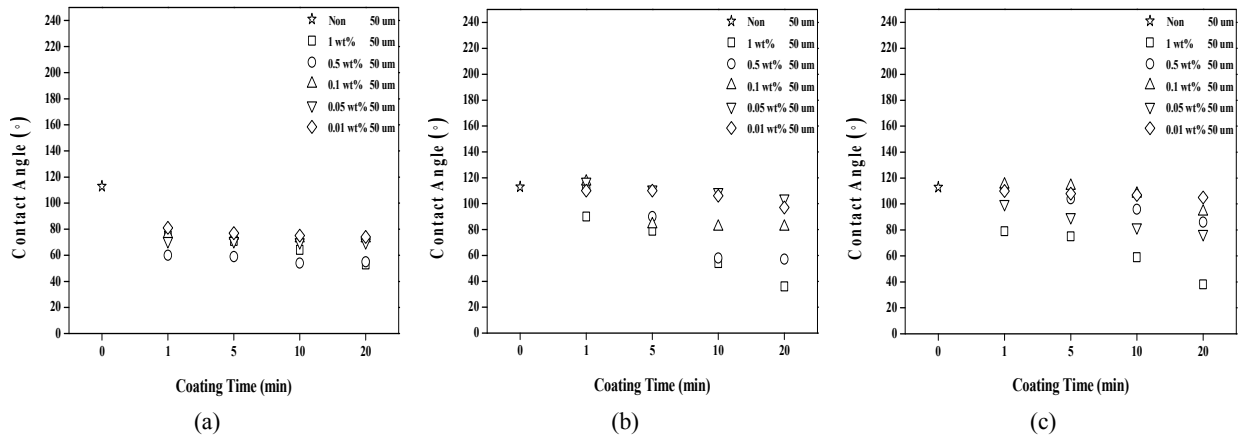 240
220
200
180
160
140
120
100
80
60
40
20
0
Contact Angle (°)
Non 50 um
1 wt% 50 um
0.5 wt% 50 um
0.1 wt% 50 um
0.05 wt% 50 um
0.01 wt% 50 um
0 1 5 10 20
Coating Time (min)
(a)
240
220
200
180
160
140
120
100
80
60
40
20
0
Contact Angle (°)
Non 50 um
1 wt% 50 um
0.5 wt% 50 um
0.1 wt% 50 um
0.05 wt% 50 um
0.01 wt% 50 um
0 1 5 10 20
Coating Time (min)
(b)
240
220
200
180
160
140
120
100
80
60
40
20
0
Contact Angle (°)
Non 50 um
1 wt% 50 um
0.5 wt% 50 um
0.1 wt% 50 um
0.05 wt% 50 um
0.01 wt% 50 um
0 1 5 10 20
Coating Time (min)
(c)